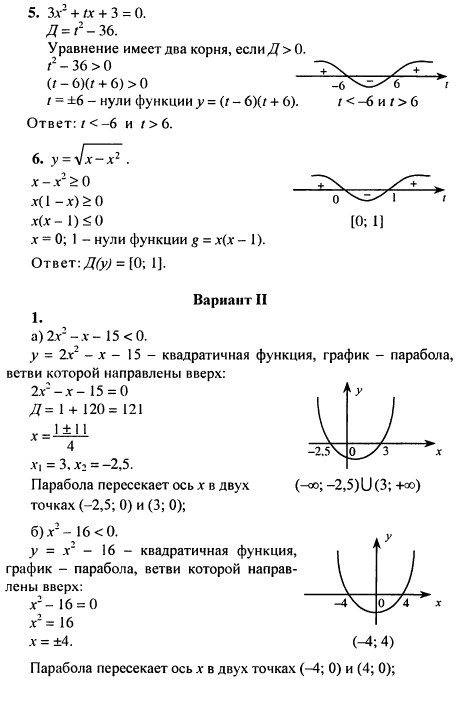 5. 3x² + tx + 3 = 0.
Д = t² – 36.
Уравнение имеет два корня, если Д > 0.
t² – 36 > 0
(t – 6)(t + 6) > 0
+ – + –6 6 t
t = ±6 – нули функции y = (t – 6)(t + 6). t < –6 и t > 6
Ответ: t < –6 и t > 6.
6. y = √(x – x²) .
x – x² ≥ 0
x(1 – x) ≥ 0
+ – + 0 1 t
x(x – 1) ≤ 0 [0; 1]
x = 0; 1 – нули функции g = x(x – 1).
Ответ: Д(y) = [0; 1].
Вариант II
1.
а) 2x² – x – 15 < 0.
y = 2x² – x – 15 – квадратичная функция, график – парабола,
ветви которой направлены вверх:
2x² – x – 15 = 0
Д = 1 + 120 = 121
x = (1 ± 11)/4
y –2,5 0 3 x
x₁ = 3, x₂ = –2,5.
Парабола пересекает ось x в двух (–∞; –2,5)⋃(3; +∞)
точках (–2,5; 0) и (3; 0);
б) x² – 16 < 0.
y = x² – 16 – квадратичная функция,
график – парабола, ветви которой направ-
лены вверх:
x² – 16 = 0
y –4 0 4 x
x² = 16
x = ±4. (–4; 4)
Парабола пересекает ось x в двух точках (–4; 0) и (4; 0);